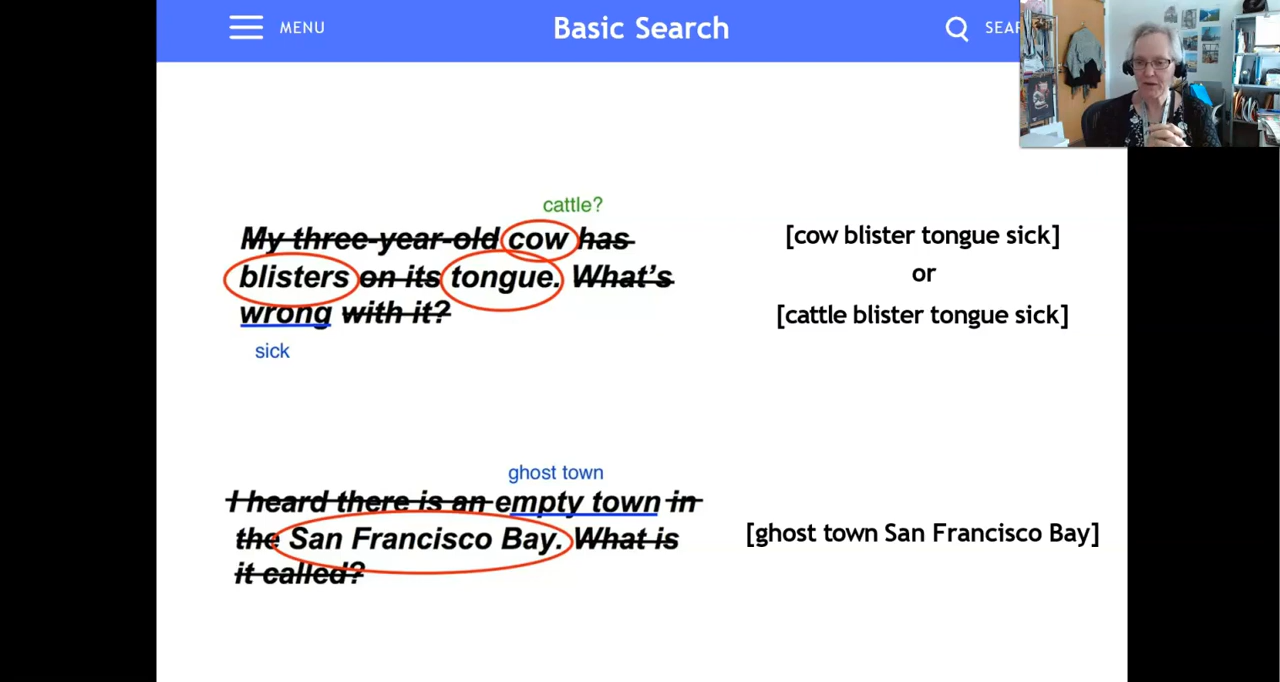 MENU
Basic Search
cattle?
My three-year-old cow has
blisters on its tongue. What's
wrong with it?
sick
[cow blister tongue sick]
or
[cattle blister tongue sick]
ghost town
I heard there is an empty town in
the San Francisco Bay. What is
it called?
[ghost town San Francisco Bay]